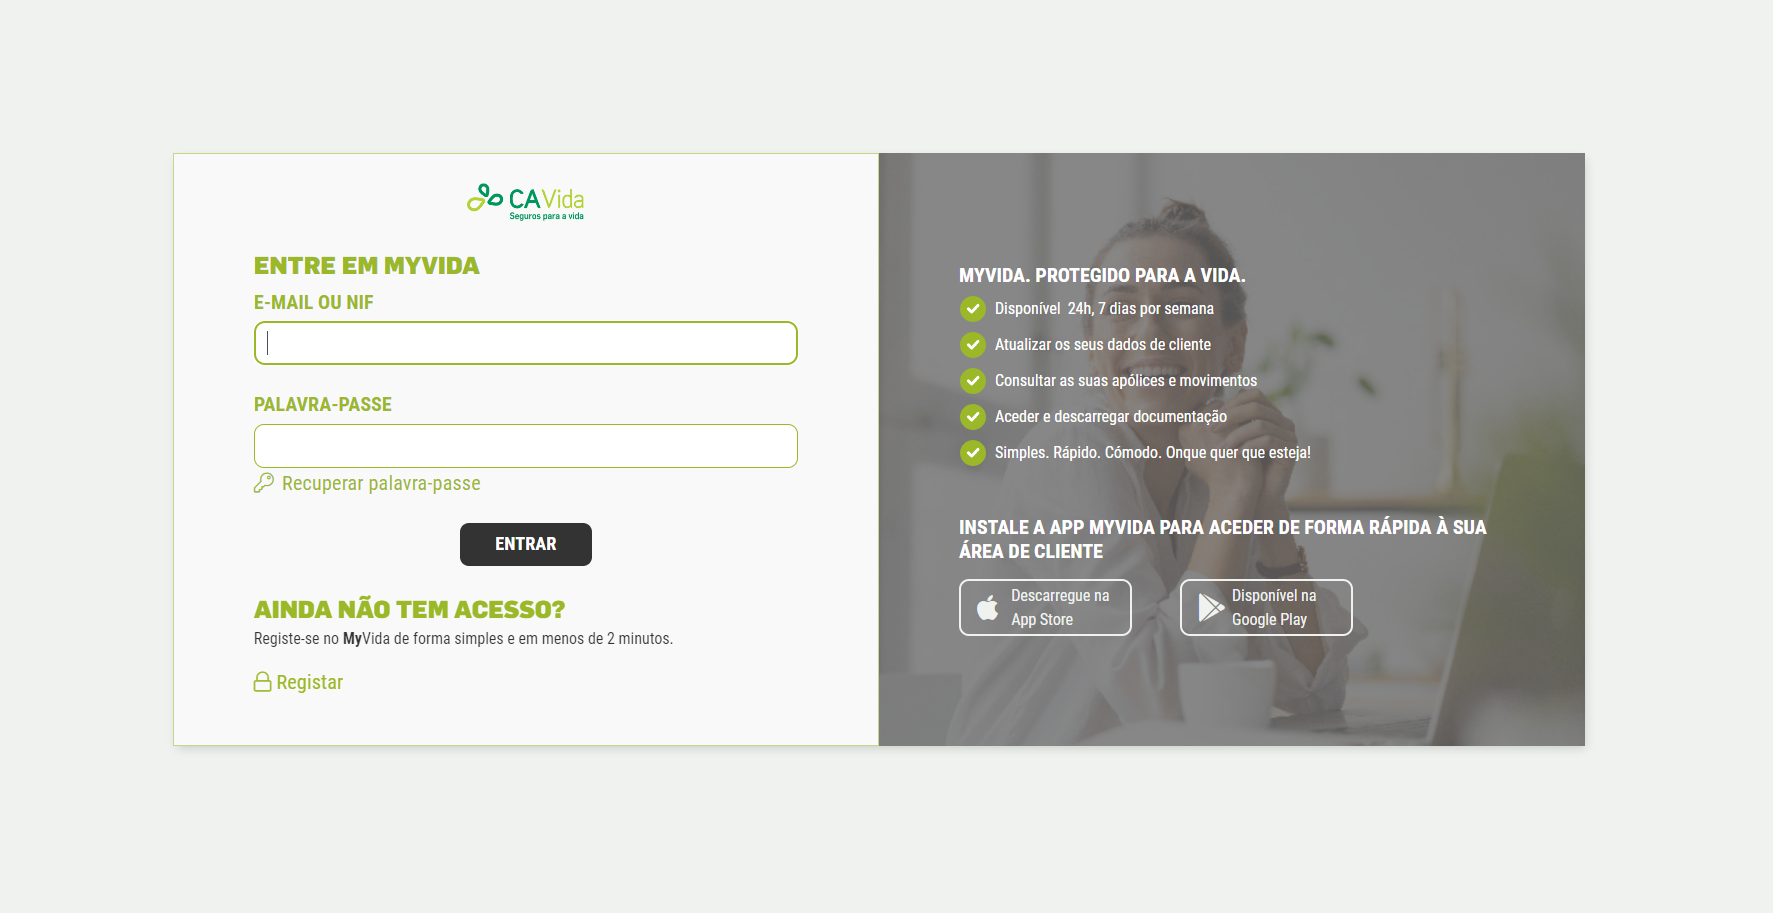 CA Vida
Seguros para a vida
ENTRE EM MYVIDA
E-MAIL OU NIF
PALAVRA-PASSE
Recuperar palavra-passe
ENTRAR
AINDA NÃO TEM ACESSO?
Registe-se no MyVida de forma simples e em menos de 2 minutos.
Registar
MYVIDA. PROTEGIDO PARA A VIDA.
Disponível  24h, 7 dias por semana
Atualizar os seus dados de cliente
Consultar as suas apólices e movimentos
Aceder e descarregar documentação
Simples. Rápido. Cómodo. Onque quer que esteja!
INSTALE A APP MYVIDA PARA ACEDER DE FORMA RÁPIDA À SUA
ÁREA DE CLIENTE
Descarregue na
App Store
Disponível na
Google Play